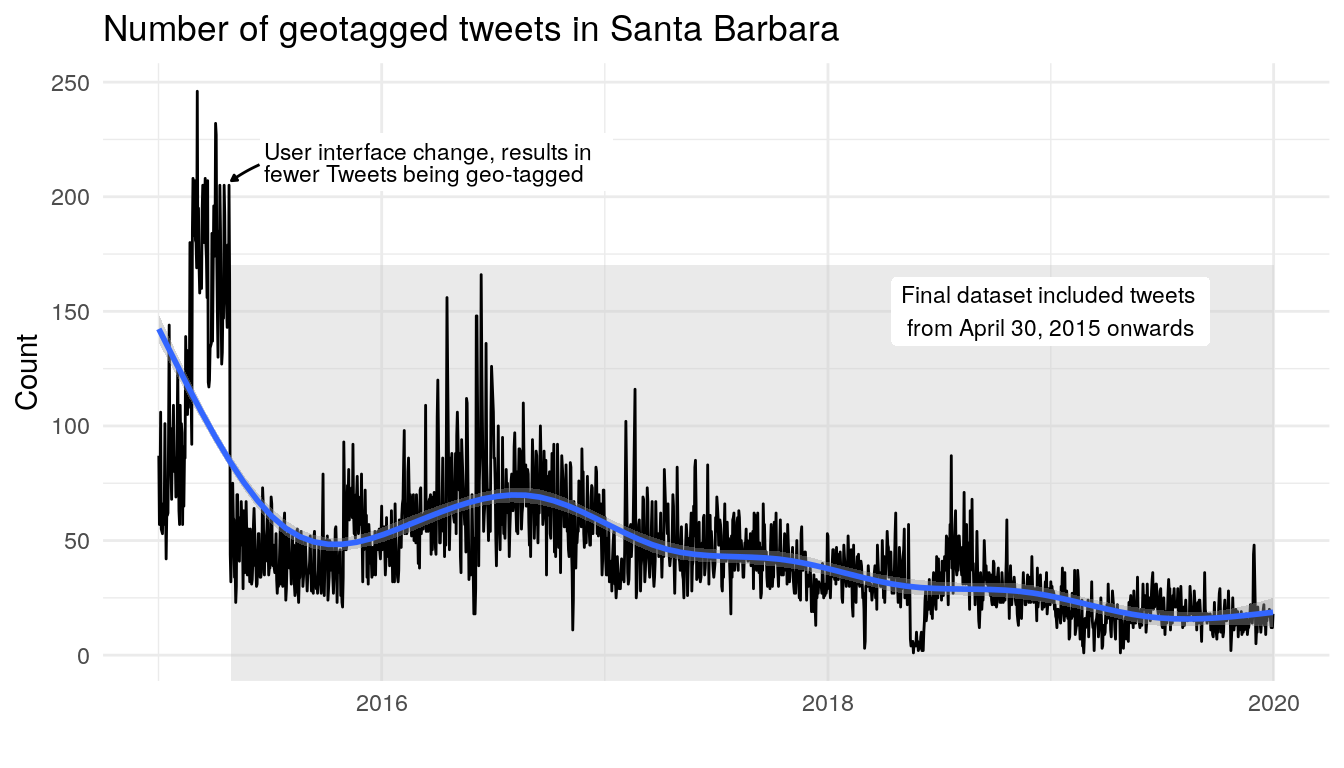 Number of geotagged tweets in Santa Barbara
250
User interface change, results in
fewer Tweets being geo-tagged
200
Final dataset included tweets
from April 30, 2015 onwards
150
Count
100
50
0
2016
2018
2020